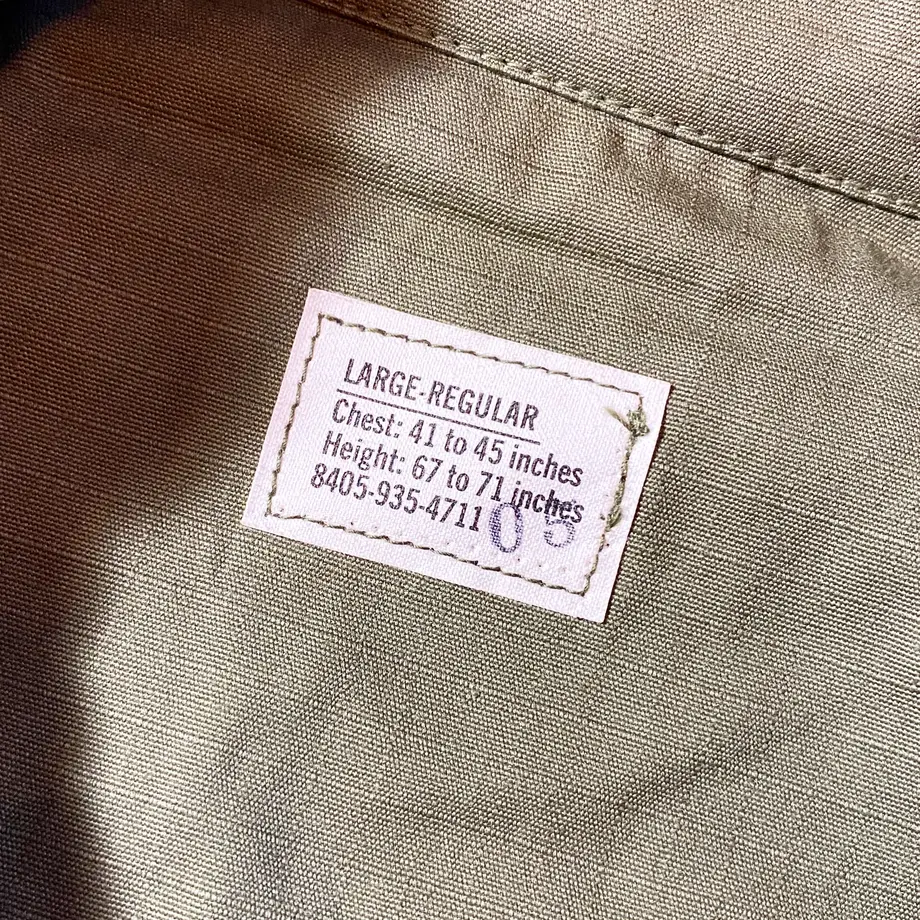 LARGE-REGULAR
Chest: 41 to 45 inches
Height: 67 to 71 inches
8405-935-4711
05